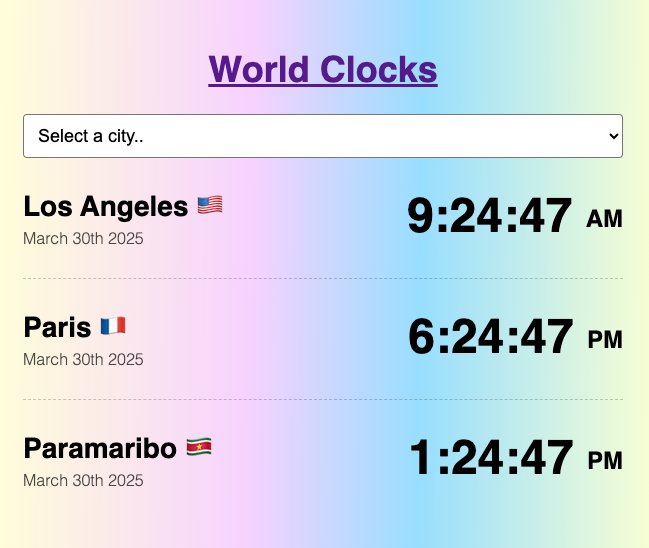 World Clocks
Select a city..
Los Angeles 🇺🇸 9:24:47 AM
March 30th 2025
Paris 🇫🇷 6:24:47 PM
March 30th 2025
Paramaribo 🇸🇷 1:24:47 PM
March 30th 2025